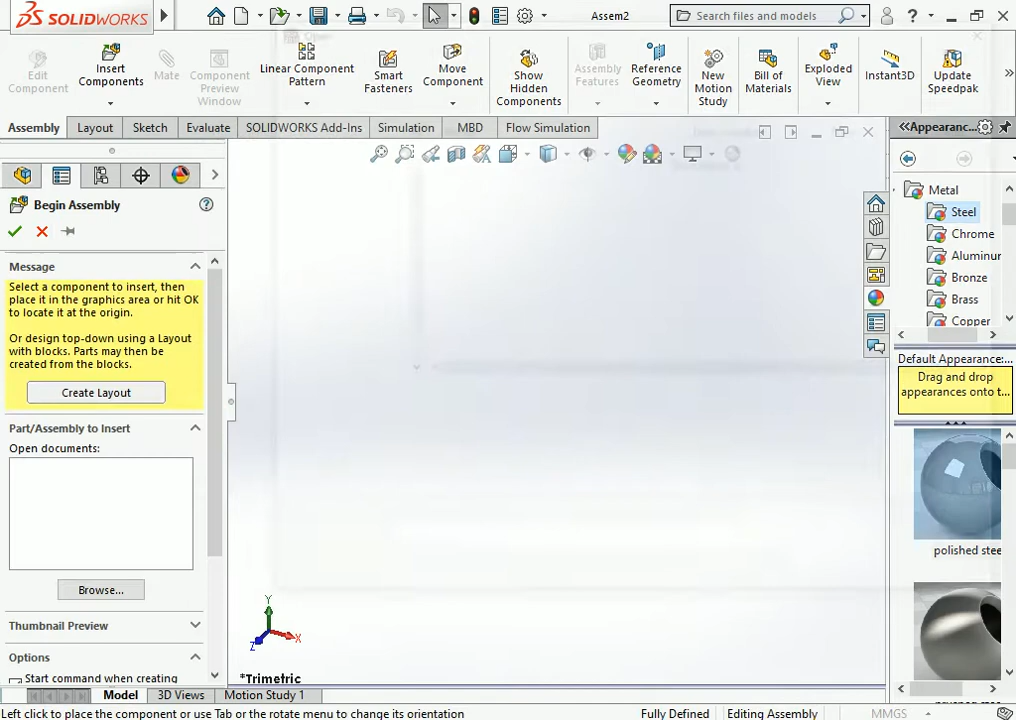 SOLIDWORKS
Assem2
Search files and models
Edit
Component
Insert
Components
Mate
Component
Preview
Window
Linear Component
Pattern
Smart
Fasteners
Move
Component
Show
Hidden
Components
Assembly
Features
Reference
Geometry
New
Motion
Study
Bill of
Materials
Exploded
View
Instant3D
Update
Speedpak
Assembly
Layout
Sketch
Evaluate
SOLIDWORKS Add-Ins
Simulation
MBD
Flow Simulation
Appearanc...
Begin Assembly
Message
Select a component to insert, then
place it in the graphics area or hit OK
to locate it at the origin.
Or design top-down using a Layout
with blocks. Parts may then be
created from the blocks.
Create Layout
Part/Assembly to Insert
Open documents:
Browse...
Thumbnail Preview
Options
Start command when creating
Metal
Steel
Chrome
Aluminur
Bronze
Brass
Copper
Default Appearance:...
Drag and drop
appearances onto t...
polished stee
Y
X
Z
*Trimetric
Model
3D Views
Motion Study 1
Left click to place the component or use Tab or the rotate menu to change its orientation
Fully Defined
Editing Assembly
MMGS